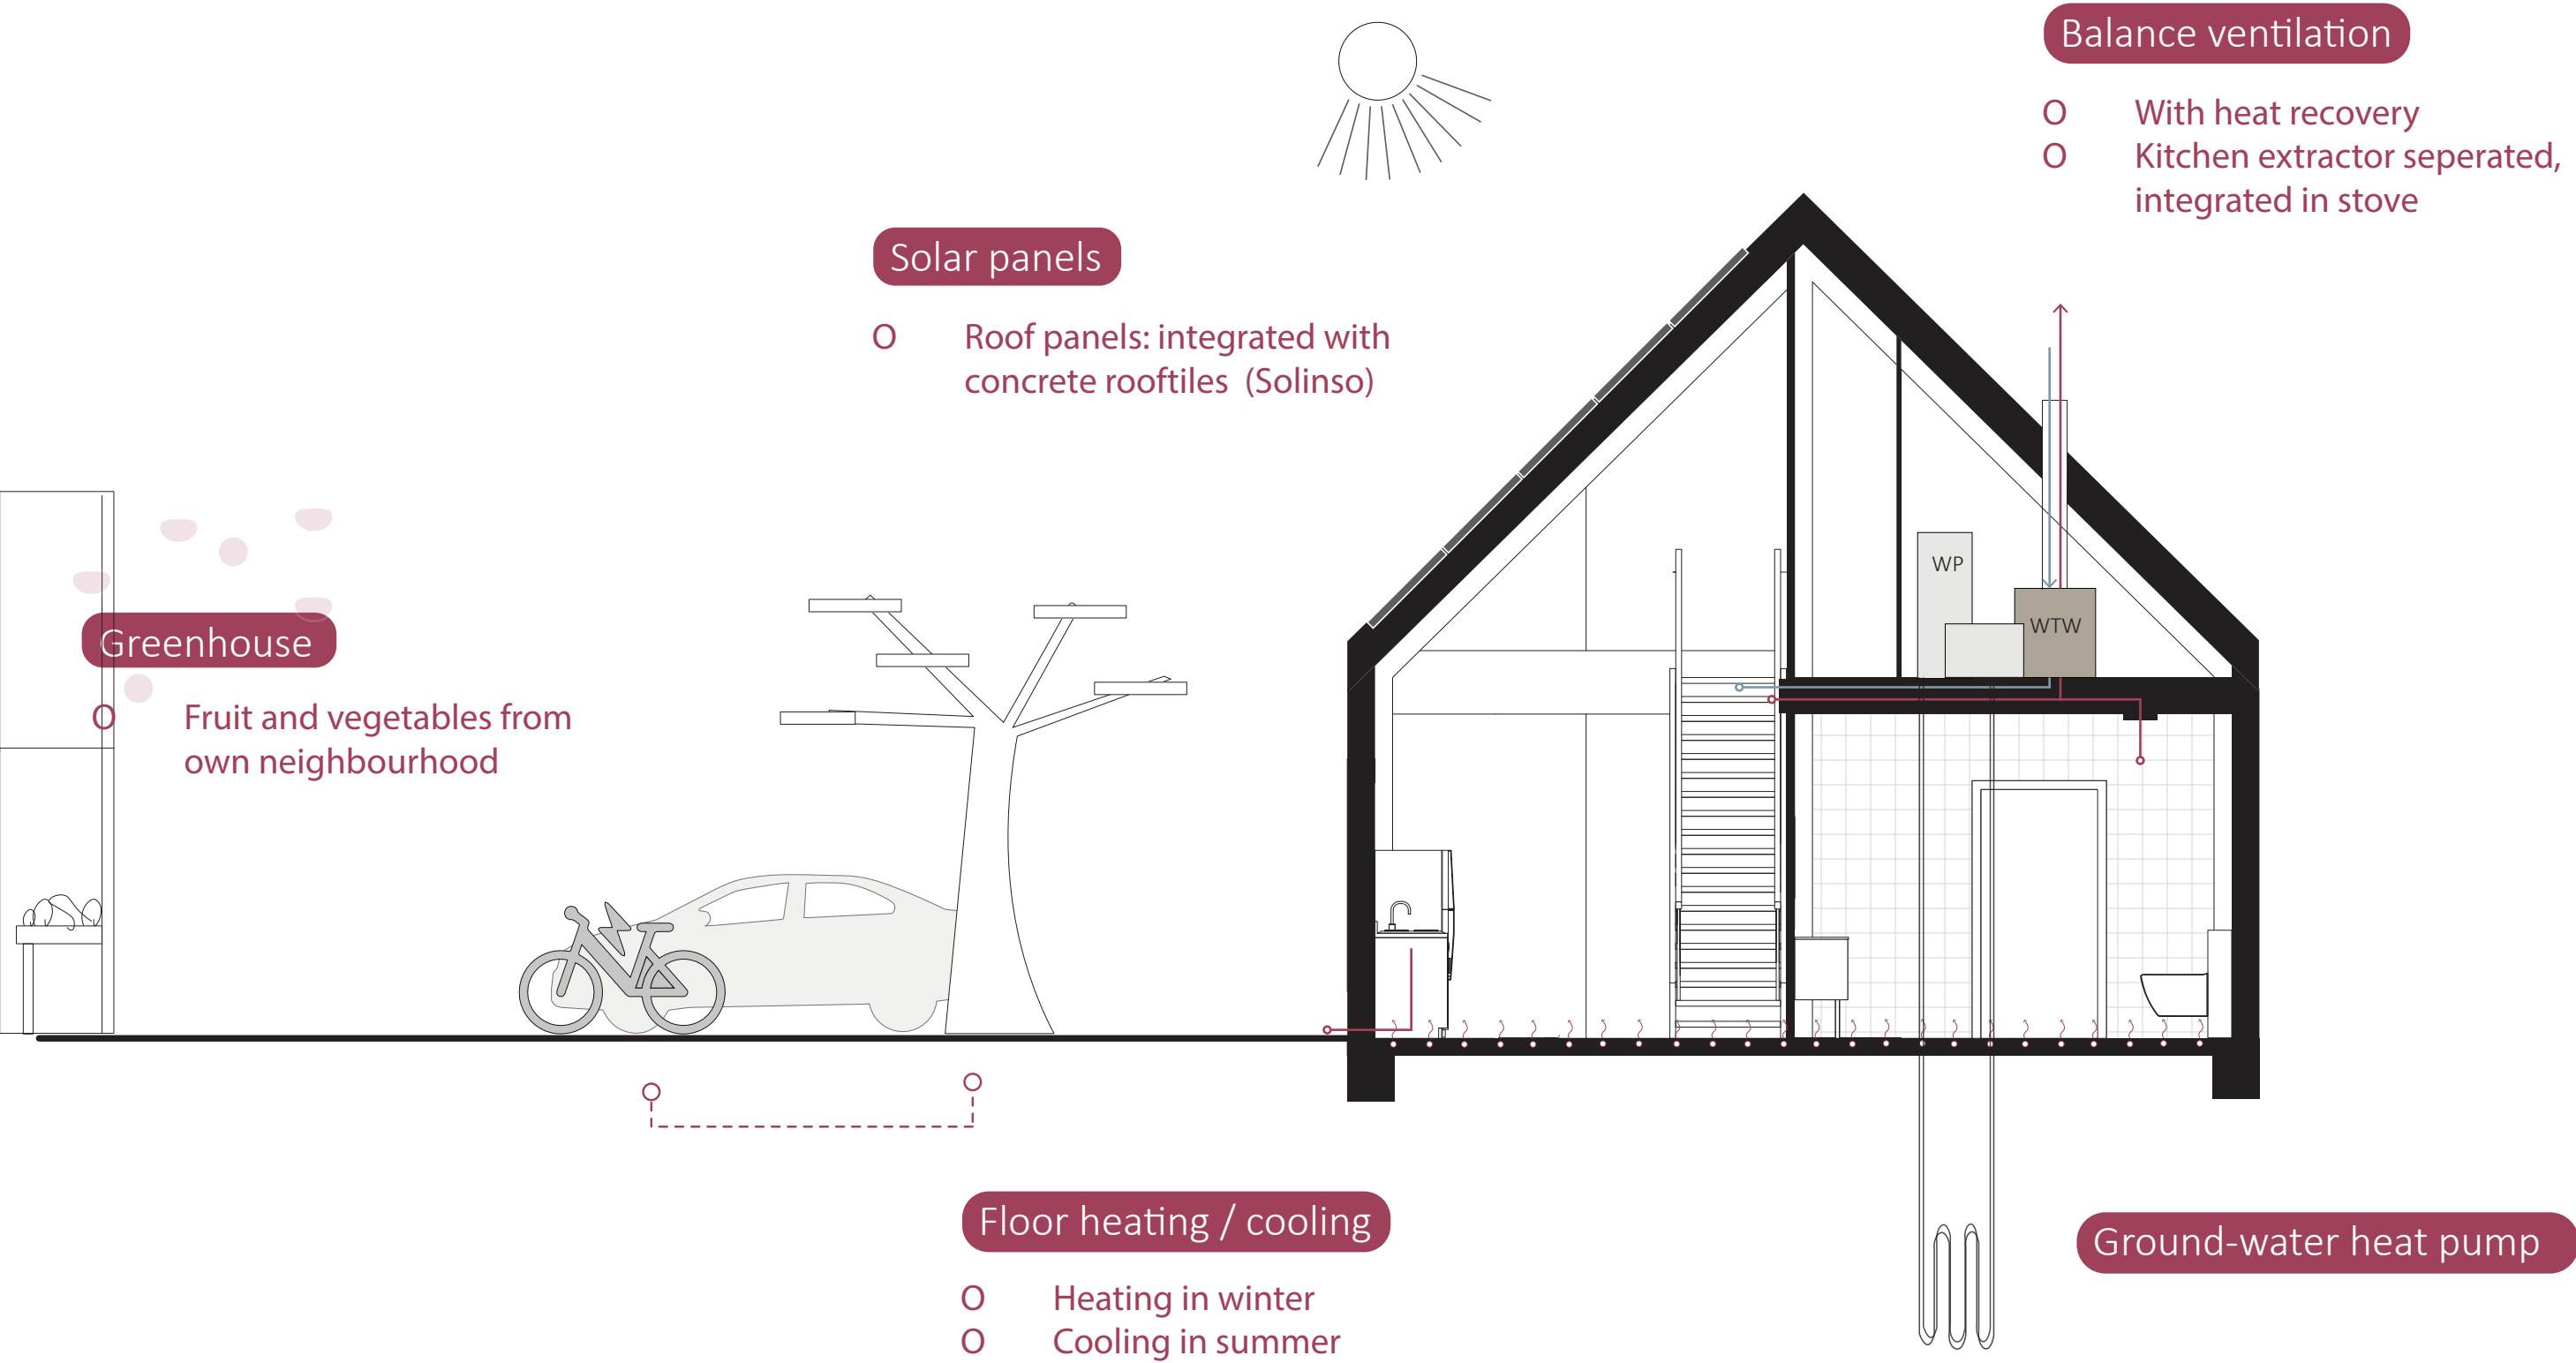 Balance ventilation
O With heat recovery
O Kitchen extractor seperated,
integrated in stove
Solar panels
O Roof panels: integrated with
concrete rooftiles (Solinso)
WP
WTW
Greenhouse
O Fruit and vegetables from
own neighbourhood
Floor heating / cooling
O Heating in winter
O Cooling in summer
Ground-water heat pump